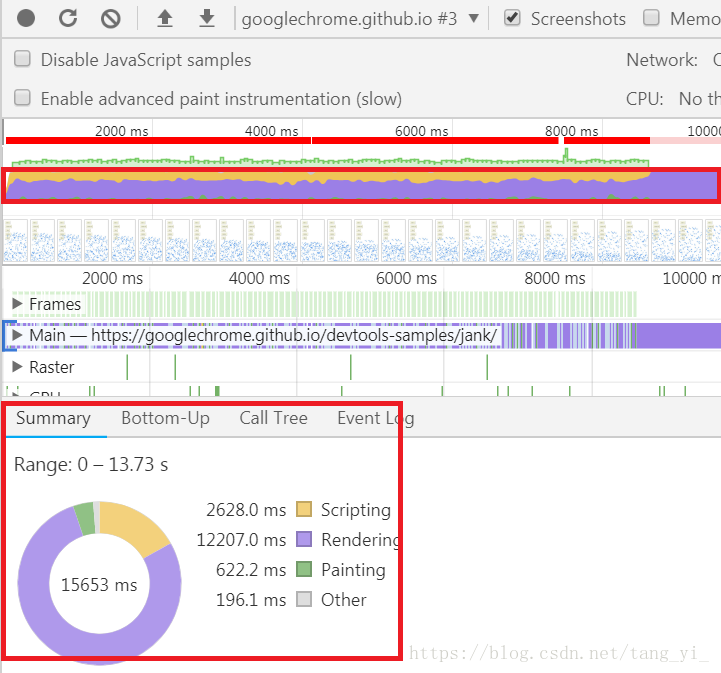 googlechrome.github.io #3 ▼ Screenshots Memo
Disable JavaScript samples Network: C
Enable advanced paint instrumentation (slow) CPU: No th
2000 ms 4000 ms 6000 ms 8000 ms 10000
2000 ms 4000 ms 6000 ms 8000 ms 10000 m
Frames
Main — https://googlechrome.github.io/devtools-samples/jank/
Raster
GPU
Summary Bottom-Up Call Tree Event Log
Range: 0 – 13.73 s
2628.0 ms Scripting
12207.0 ms Rendering
15653 ms
622.2 ms Painting
196.1 ms Other
https://blog.csdn.net/tang_yi_